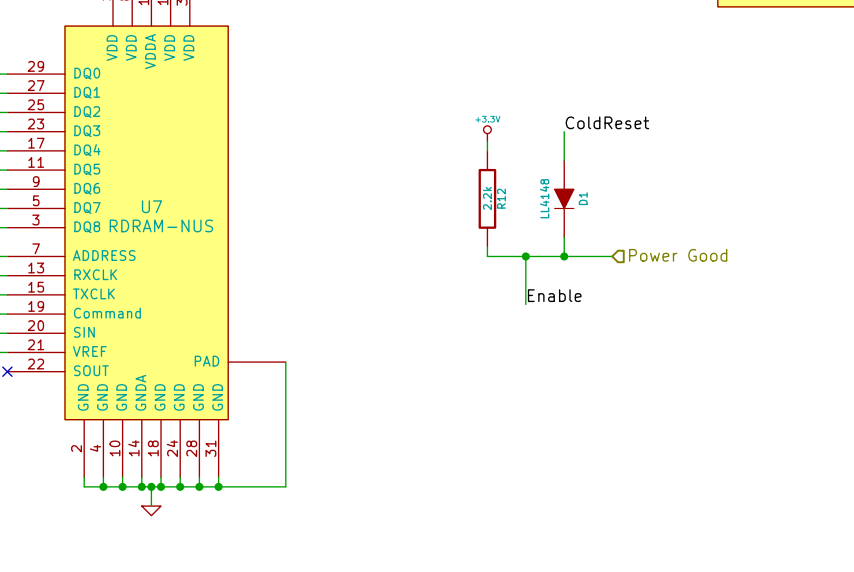 VDD
VDD
VDDA
VDD
VDD
29 DQ0
27 DQ1
25 DQ2
23 DQ3
17 DQ4
11 DQ5
9 DQ6
5 DQ7
3 DQ8
U7
RDRAM-NUS
7 ADDRESS
13 RXCLK
15 TXCLK
19 Command
20 SIN
21 VREF
22 SOUT
PAD
GND
GND
GND
GNDA
GND
GND
GND
GND
2
4
10
14
18
24
28
31
+3.3V
2.2k
R12
ColdReset
LL4148
D1
Power Good
Enable